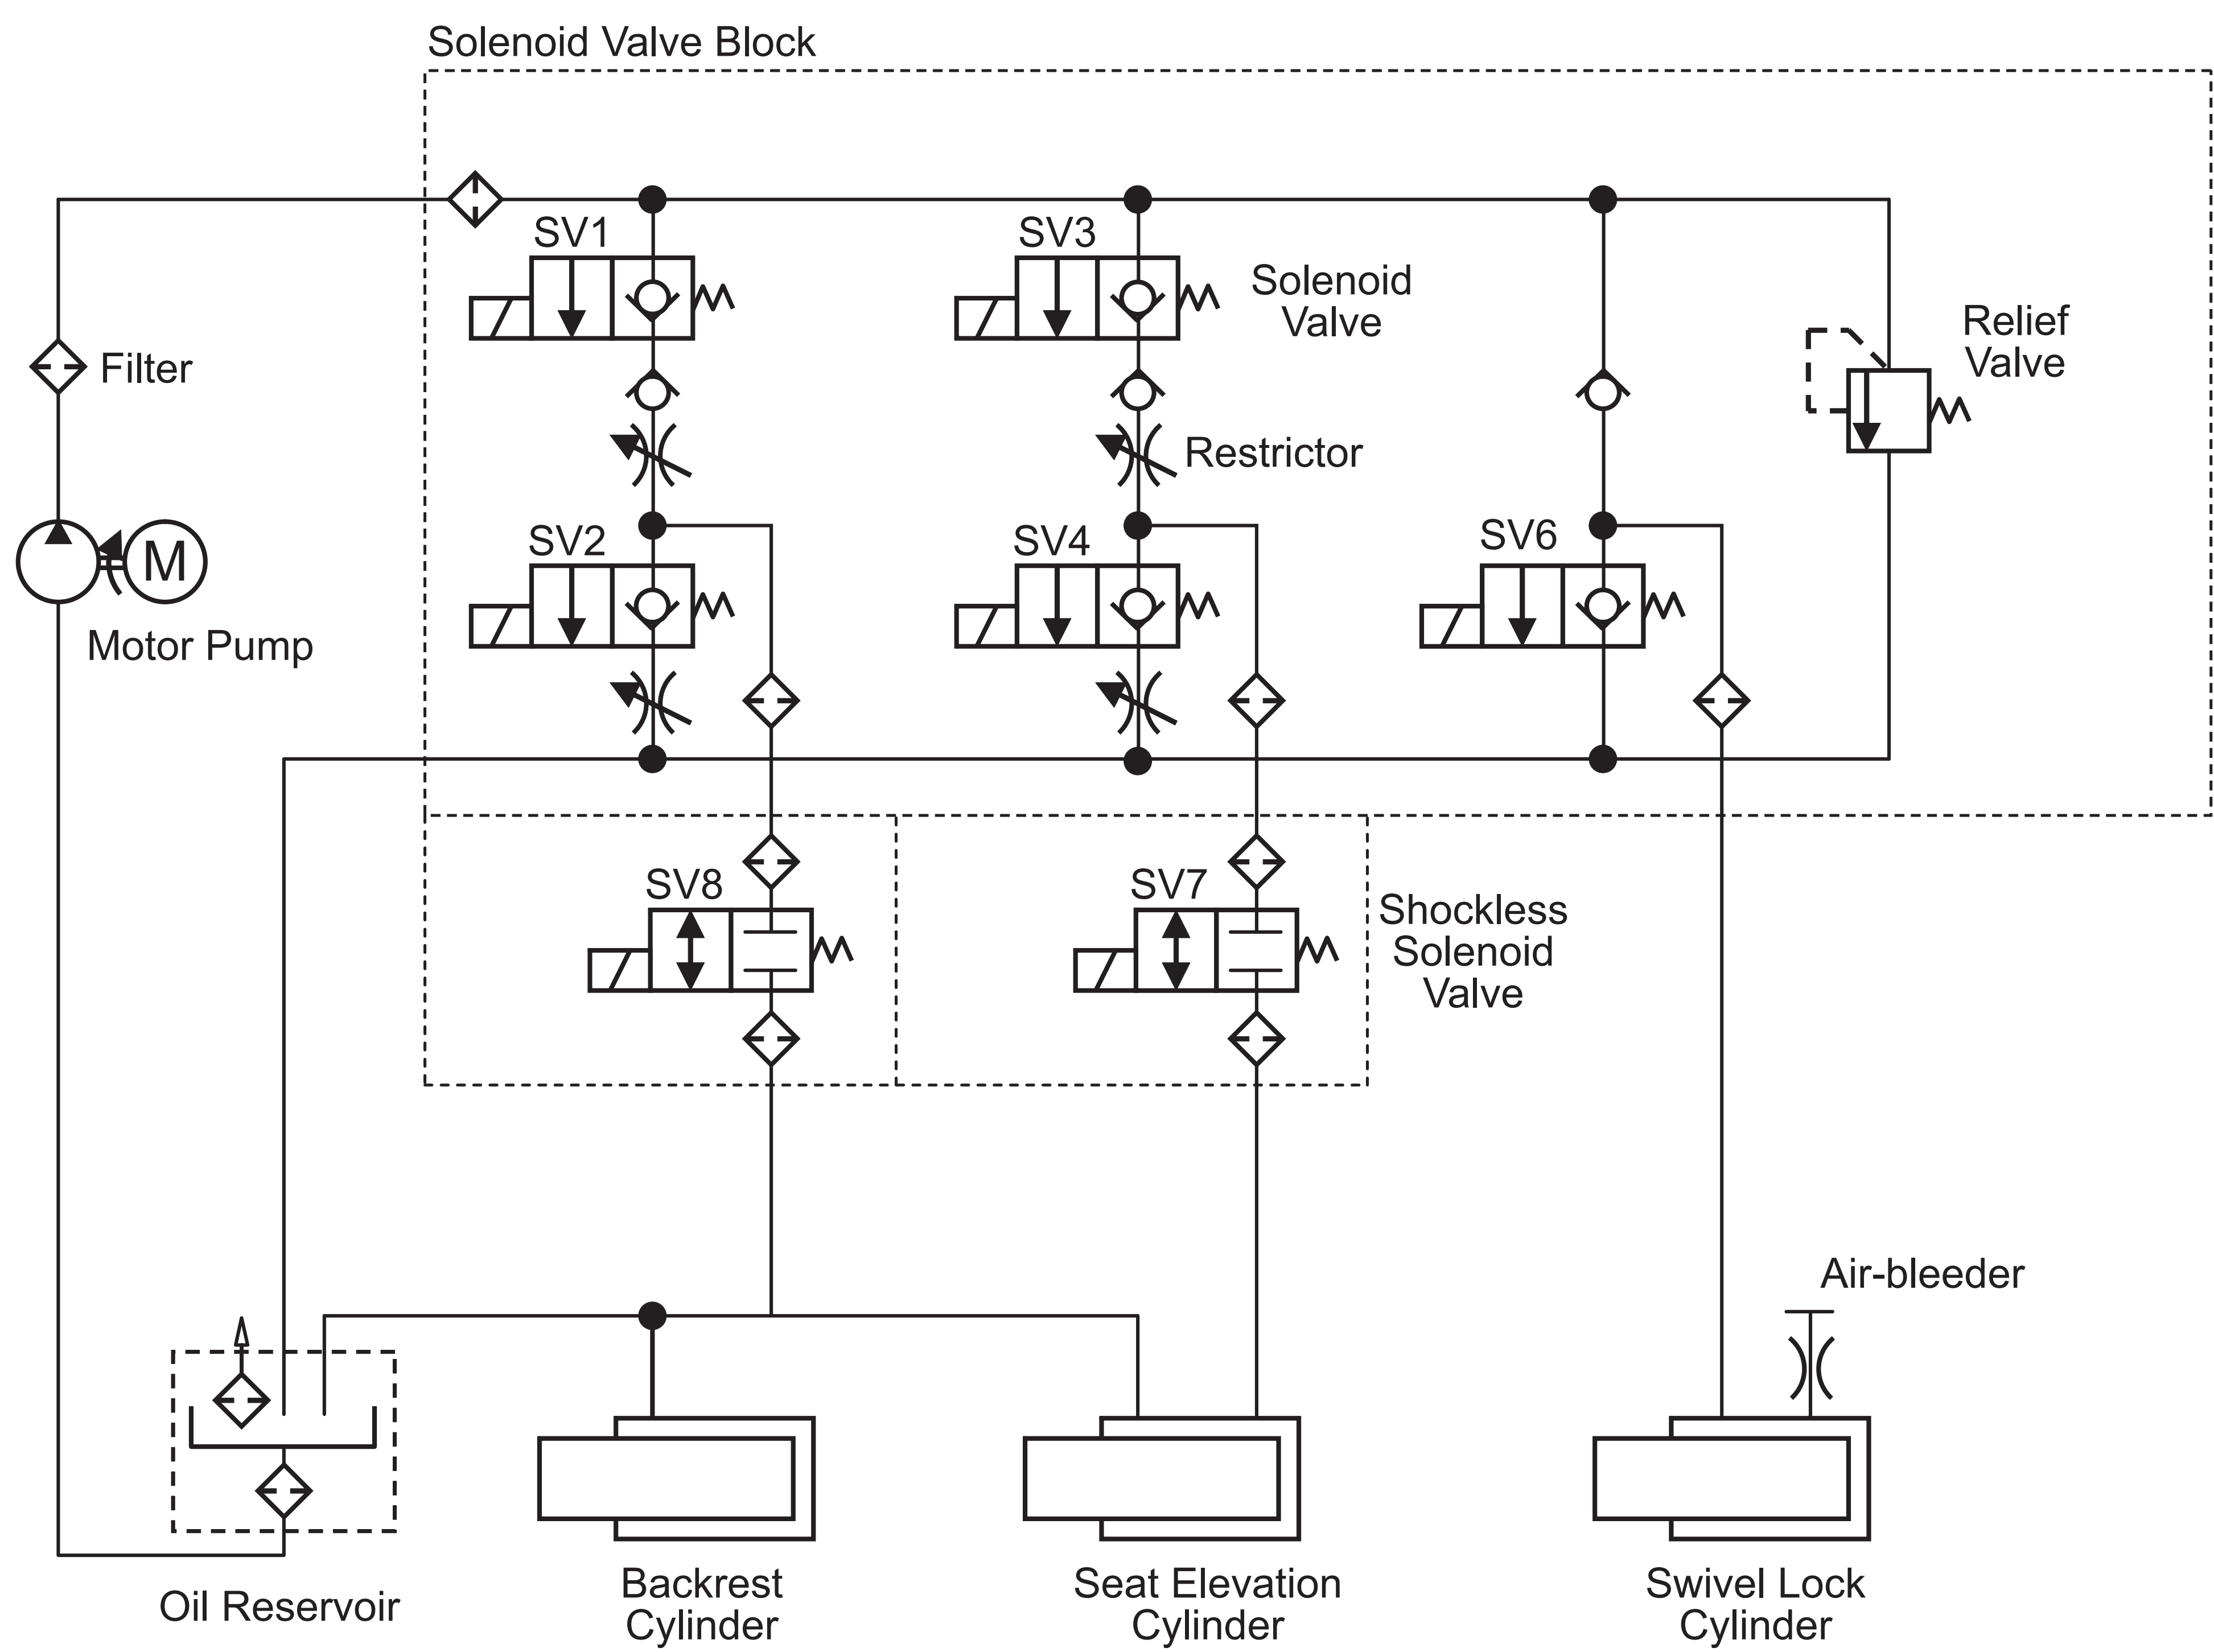 Solenoid Valve Block
SV1
SV3
Solenoid
Valve
Relief
Valve
Filter
Restrictor
SV2
SV4
SV6
M
Motor Pump
SV8
SV7
Shockless
Solenoid
Valve
Air-bleeder
Oil Reservoir
Backrest
Cylinder
Seat Elevation
Cylinder
Swivel Lock
Cylinder